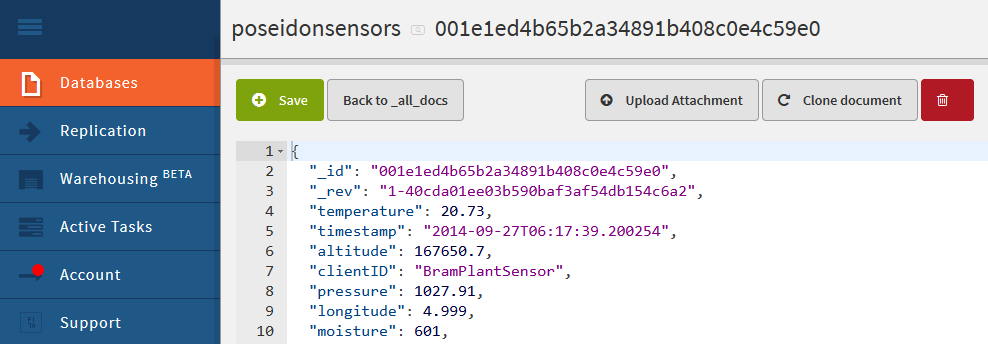 poseidonsensors 001e1ed4b65b2a34891b408c0e4c59e0
Databases
Replication
Warehousing BETA
Active Tasks
Account
Support
Save
Back to _all_docs
Upload Attachment
Clone document
1 {
2 "_id": "001e1ed4b65b2a34891b408c0e4c59e0",
3 "_rev": "1-40cda01ee03b590baf3af54db154c6a2",
4 "temperature": 20.73,
5 "timestamp": "2014-09-27T06:17:39.200254",
6 "altitude": 167650.7,
7 "clientID": "BramPlantSensor",
8 "pressure": 1027.91,
9 "longitude": 4.999,
10 "moisture": 601,